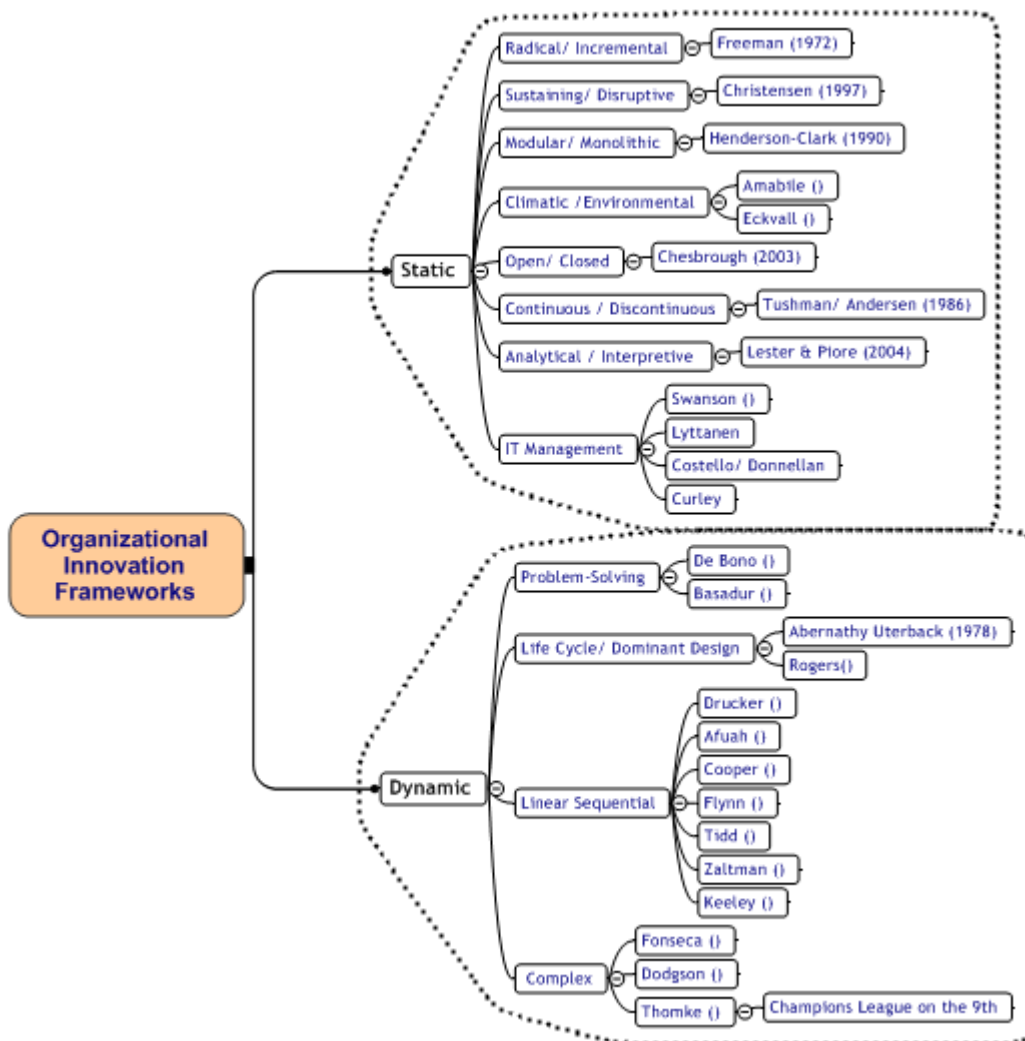 Organizational
Innovation
Frameworks
Static
Radical/ Incremental
Freeman (1972)
Sustaining/ Disruptive
Christensen (1997)
Modular/ Monolithic
Henderson-Clark (1990)
Climatic /Environmental
Amabile ()
Eckvall ()
Open/ Closed
Chesbrough (2003)
Continuous / Discontinuous
Tushman/ Andersen (1986)
Analytical / Interpretive
Lester & Piore (2004)
IT Management
Swanson ()
Lyttanen
Costello/ Donnellan
Curley
Dynamic
Problem-Solving
De Bono ()
Basadur ()
Life Cycle/ Dominant Design
Abernathy Uterback (1978)
Rogers()
Linear Sequential
Drucker ()
Afuah ()
Cooper ()
Flynn ()
Tidd ()
Zaltman ()
Keeley ()
Complex
Fonseca ()
Dodgson ()
Thomke ()
Champions League on the 9th